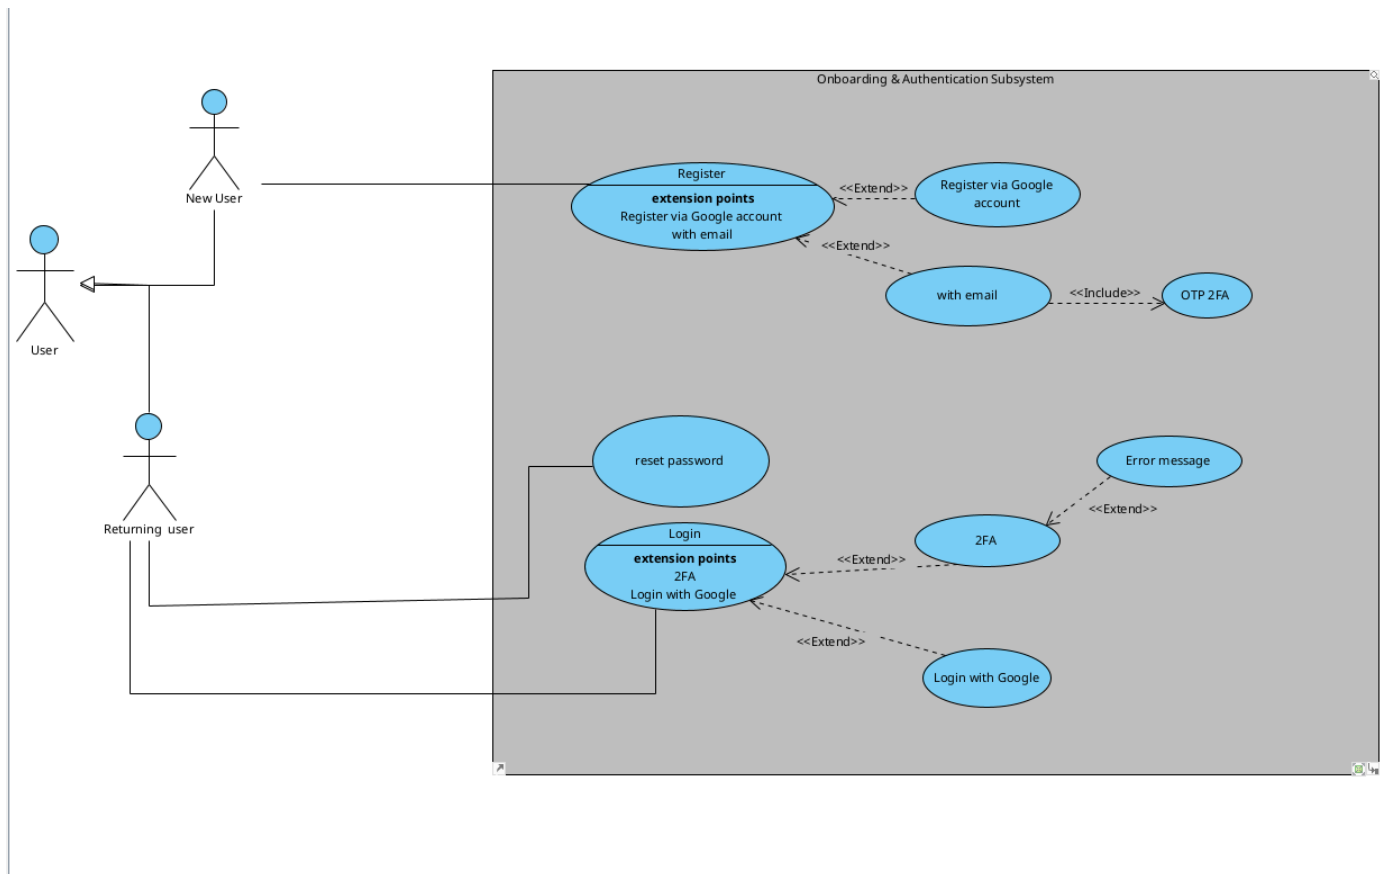 Onboarding & Authentication Subsystem
New User
User
Returning user
Register
extension points
Register via Google account
with email
<<Extend>>
Register via Google
account
<<Extend>>
with email
<<Include>>
OTP 2FA
reset password
Login
extension points
2FA
Login with Google
<<Extend>>
2FA
<<Extend>>
Error message
<<Extend>>
Login with Google